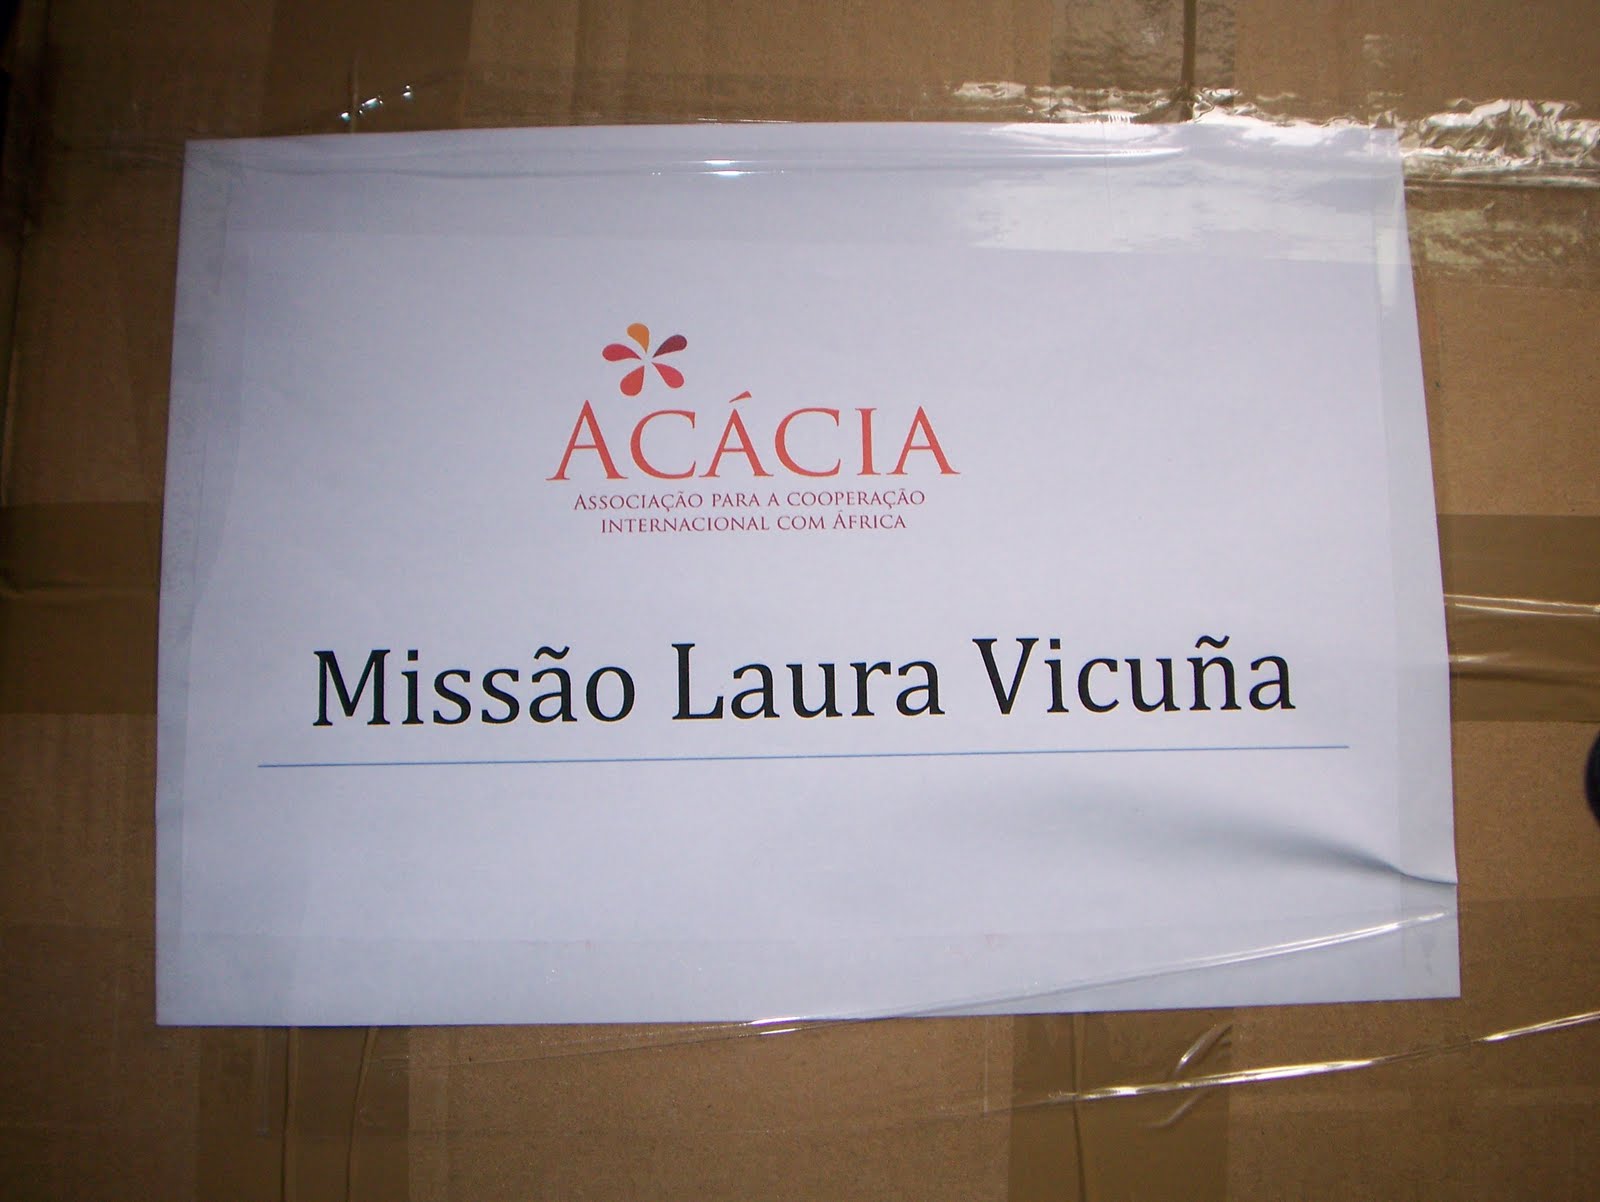 ACÁCIA
ASSOCIAÇÃO PARA A COOPERAÇÃO
INTERNACIONAL COM ÁFRICA
Missão Laura Vicuña